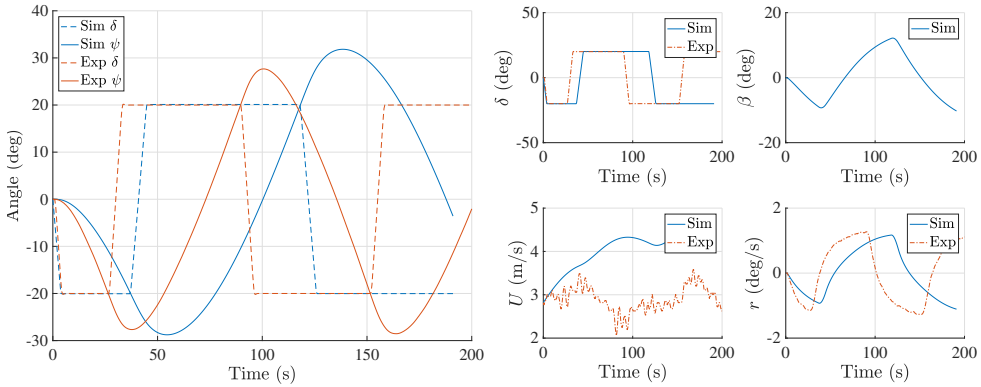 40
30
20
10
0
-10
-20
-30
Angle (deg)
Sim δ
Sim ψ
Exp δ
Exp ψ
0
50
100
150
200
Time (s)
50
0
-50
δ (deg)
Sim
Exp
0
100
200
Time (s)
20
0
-20
β (deg)
Sim
0
100
200
Time (s)
5
4
3
2
U (m/s)
Sim
Exp
0
100
200
Time (s)
2
0
-2
r (deg/s)
Sim
Exp
0
100
200
Time (s)